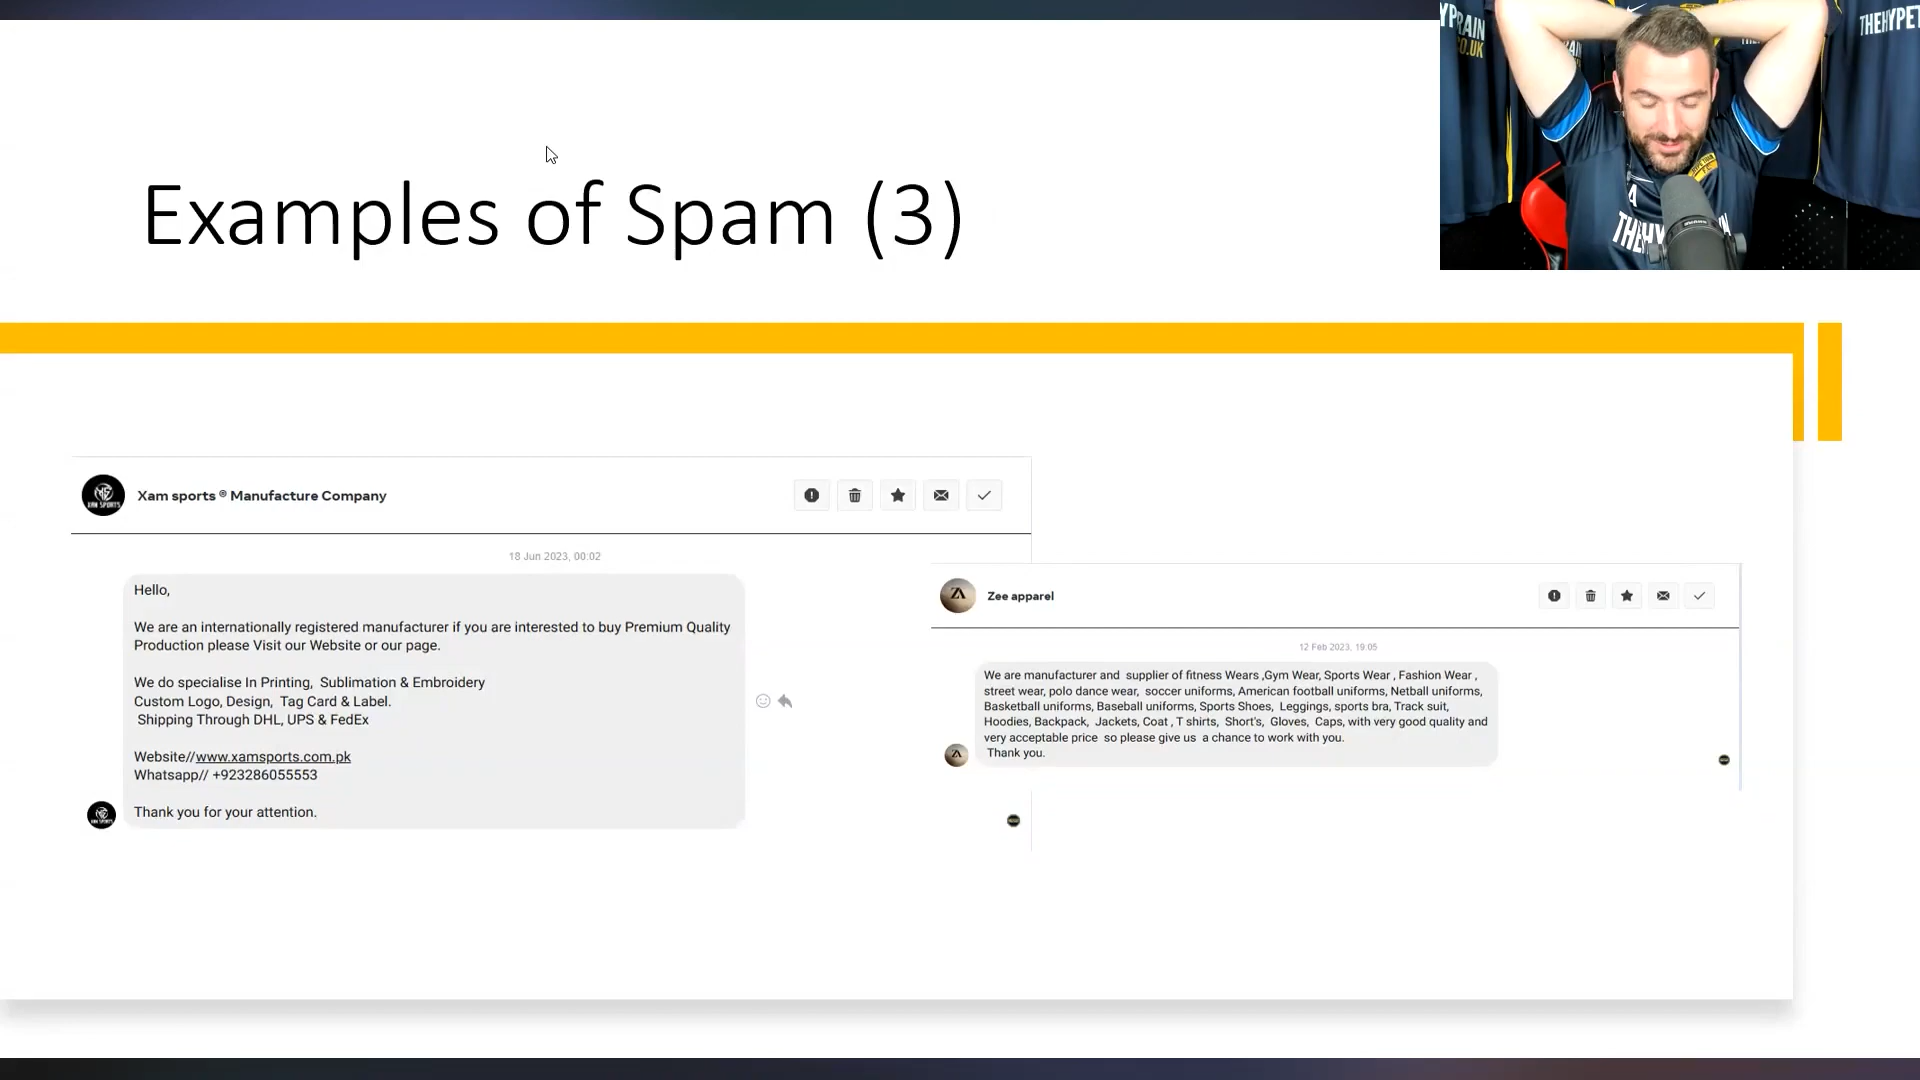 Examples of Spam (3)
YPRAIN
CO.UK
THEHYPET
THEHY
Xam sports ® Manufacture Company
18 Jun 2023, 00:02
Hello,
We are an internationally registered manufacturer if you are interested to buy Premium Quality
Production please Visit our Website or our page.
We do specialise In Printing,  Sublimation & Embroidery
Custom Logo, Design,  Tag Card & Label.
Shipping Through DHL, UPS & FedEx
Website//www.xamsports.com.pk
Whatsapp// +923286055553
Thank you for your attention.
Zee apparel
12 Feb 2023, 19:05
We are manufacturer and  supplier of fitness Wears ,Gym Wear, Sports Wear , Fashion Wear ,
street wear, polo dance wear,  soccer uniforms, American football uniforms, Netball uniforms,
Basketball uniforms, Baseball uniforms, Sports Shoes,  Leggings, sports bra, Track suit,
Hoodies, Backpack,  Jackets, Coat , T shirts,  Short's,  Gloves,  Caps, with very good quality and
very acceptable price  so please give us  a chance to work with you.
Thank you.